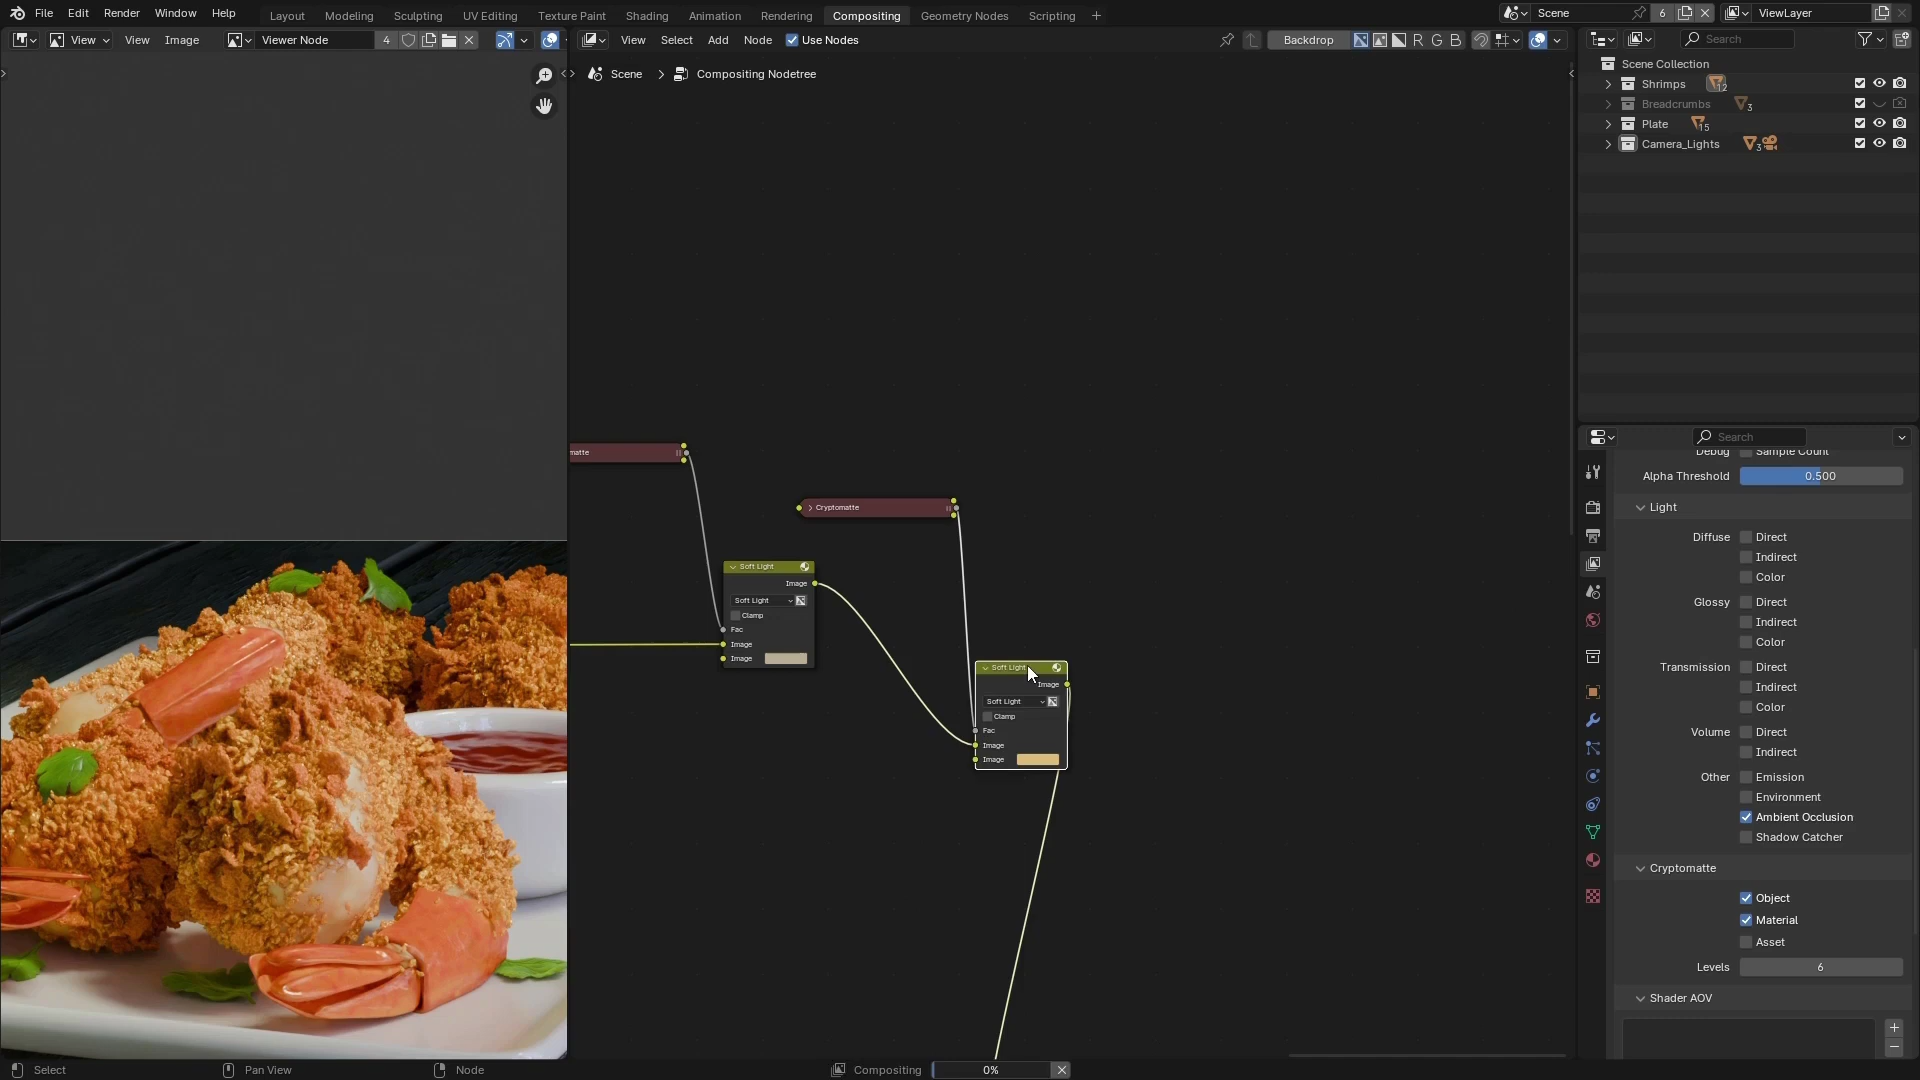 File Edit Render Window Help
Layout Modeling Sculpting UV Editing Texture Paint Shading Animation Rendering Compositing Geometry Nodes Scripting +
Scene 6 ViewLayer
View View Image Viewer Node 4
View Select Add Node Use Nodes Backdrop R G B
Search
Scene > Compositing Nodetree
Scene Collection
Shrimps 12
Breadcrumbs 3
Plate 15
Camera_Lights 3
Search
Debug Sample Count
Alpha Threshold 0.500
Light
Diffuse Direct
Indirect
Color
Glossy Direct
Indirect
Color
Transmission Direct
Indirect
Color
Volume Direct
Indirect
Other Emission
Environment
Ambient Occlusion
Shadow Catcher
Cryptomatte
Object
Material
Asset
Levels 6
Shader AOV
matte
Cryptomatte
Soft Light
Image
Soft Light
Clamp
Fac
Image
Image
Soft Light
Image
Soft Light
Clamp
Fac
Image
Image
Select Pan View Node Compositing 0%